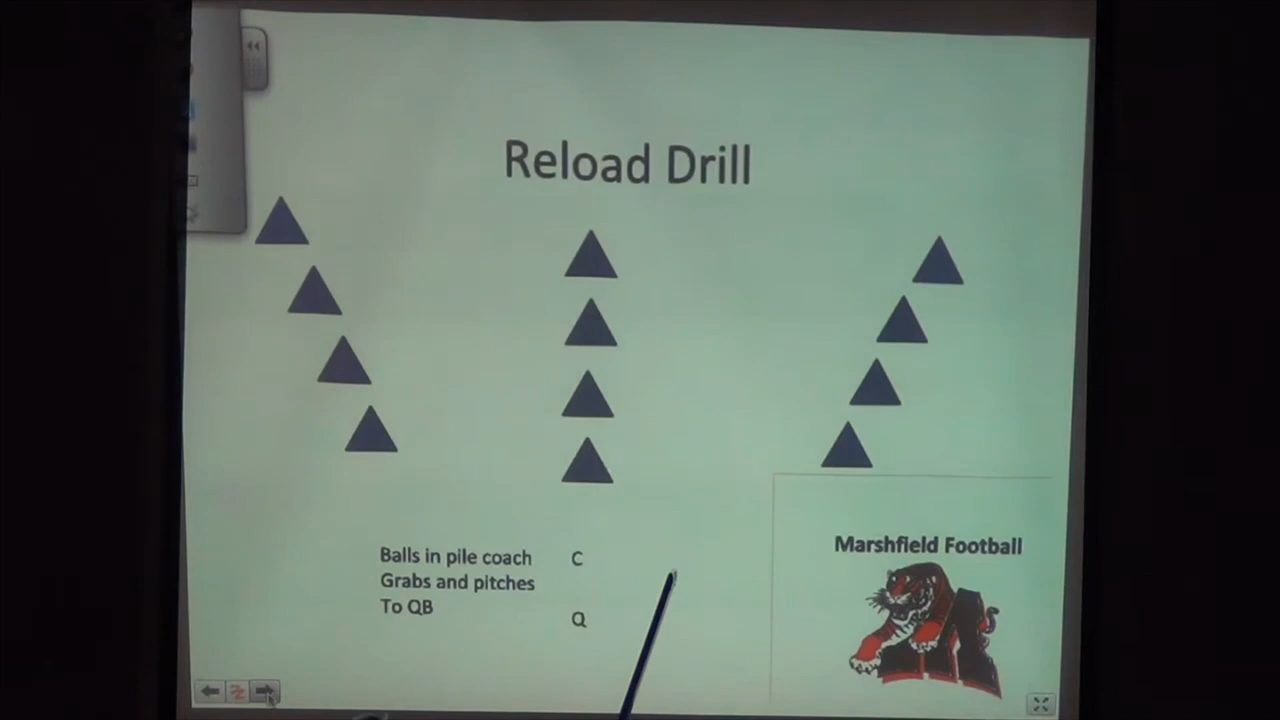 Reload Drill
Balls in pile coach
Grabs and pitches
To QB
C
Q
Marshfield Football